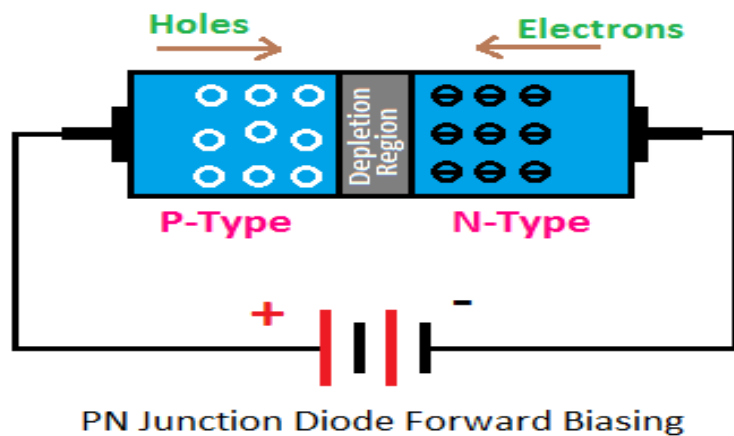 Holes
Electrons
Depletion
Region
P-Type
N-Type
+
-
PN Junction Diode Forward Biasing